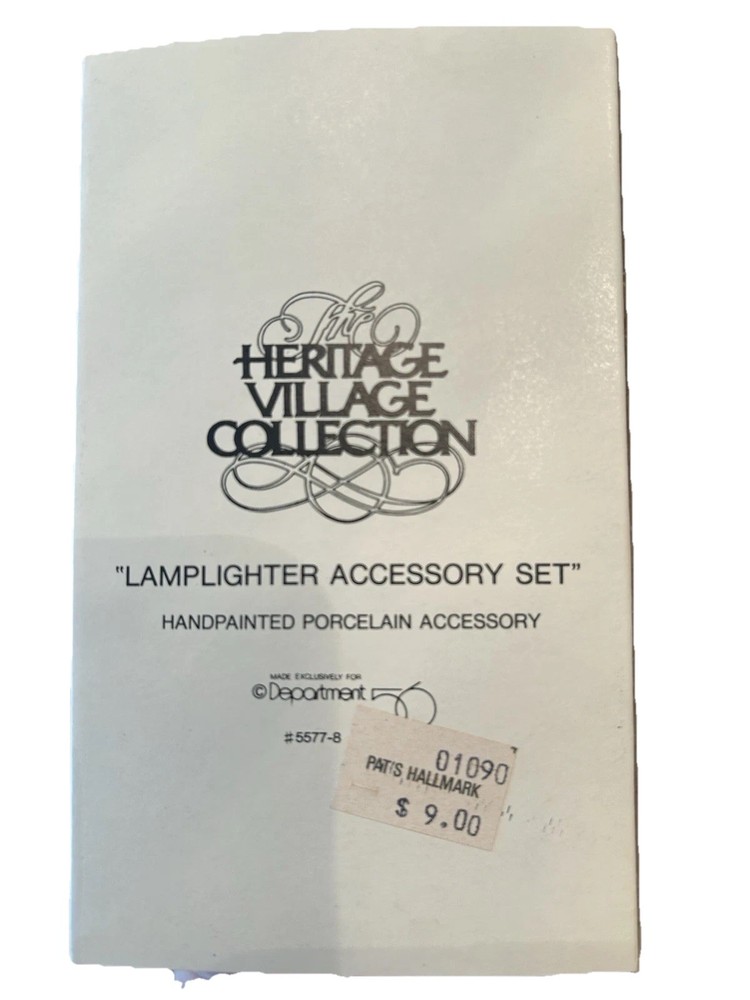 The
HERITAGE
VILLAGE
COLLECTION
"LAMPLIGHTER ACCESSORY SET"
HANDPAINTED PORCELAIN ACCESSORY
MADE EXCLUSIVELY FOR
© Department 56
#5577-8
01090
PAT'S HALLMARK
$ 9.00